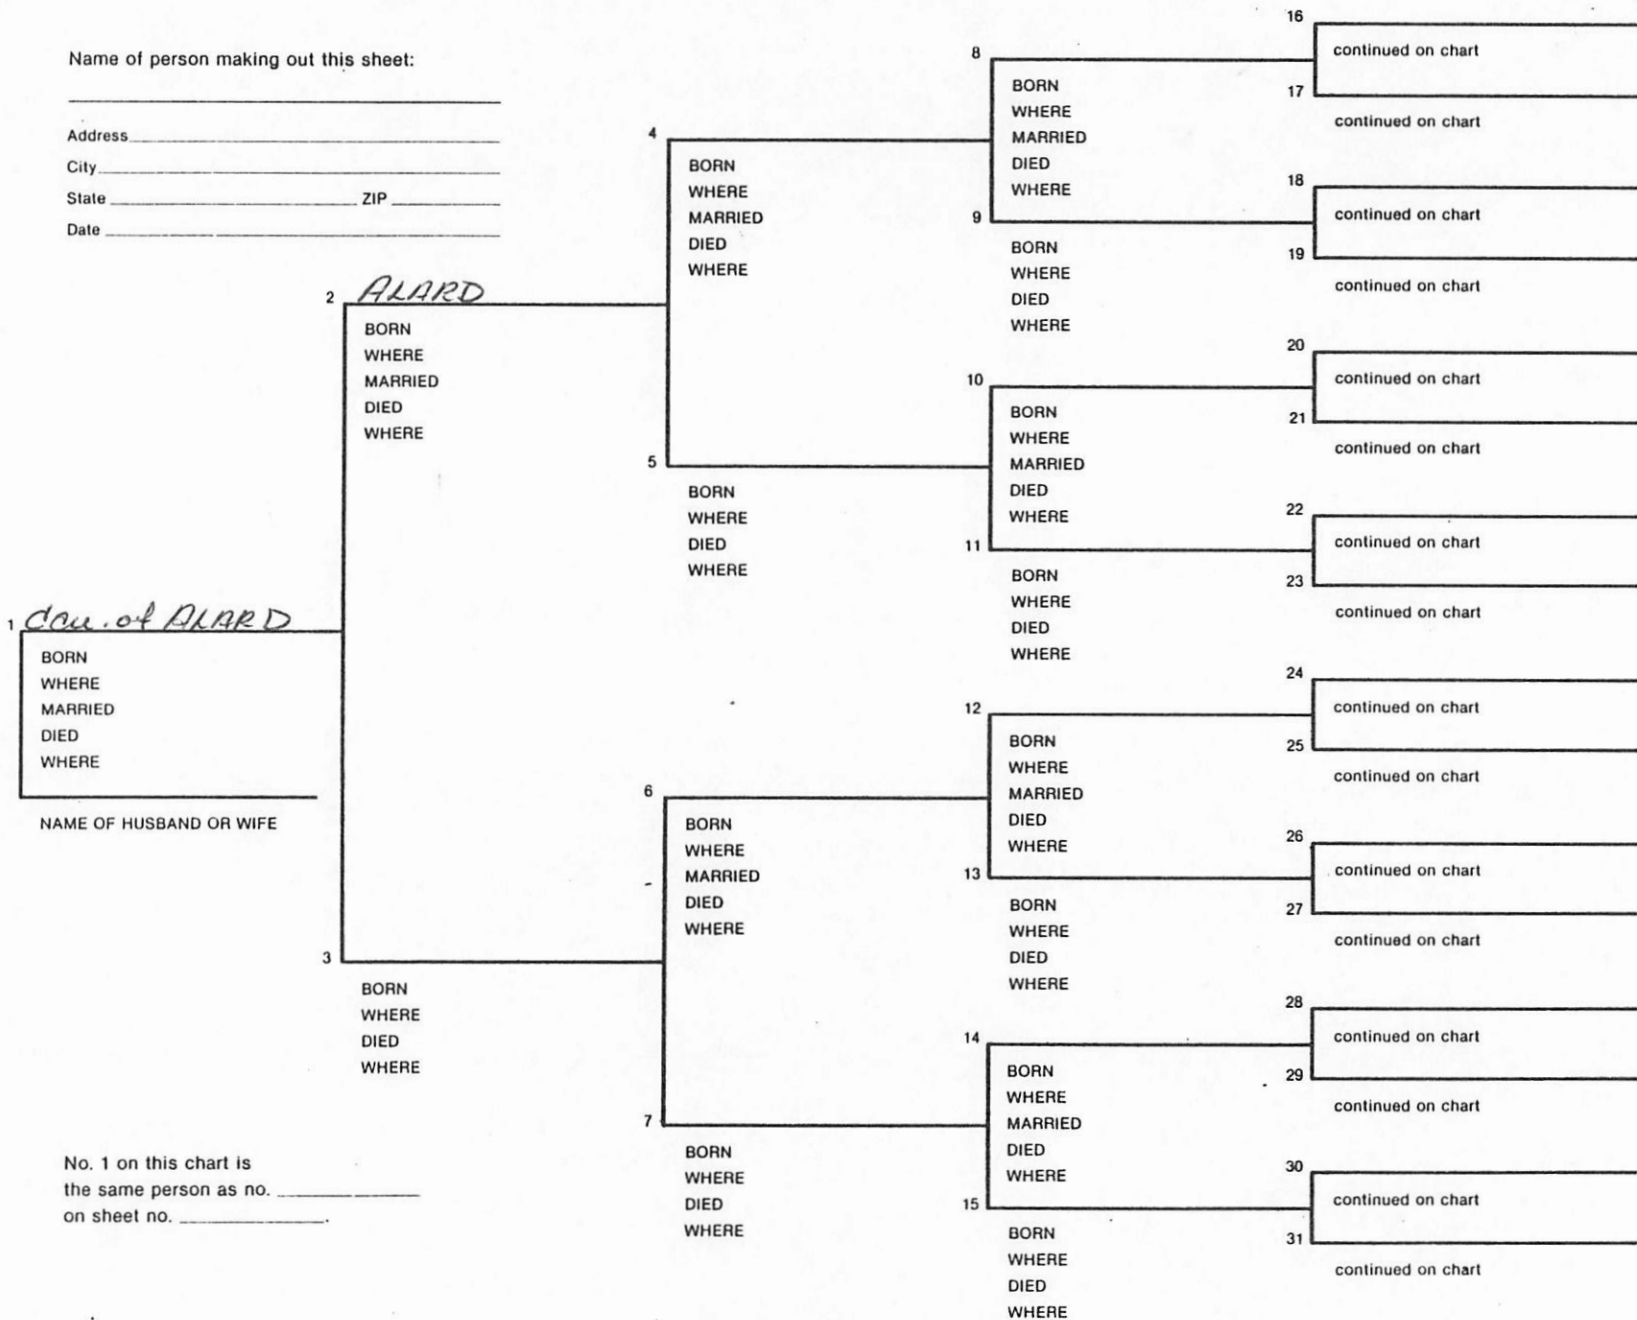 Name of person making out this sheet:
Address
City
State ZIP
Date
1 dau. of ALARD
BORN
WHERE
MARRIED
DIED
WHERE
NAME OF HUSBAND OR WIFE
No. 1 on this chart is
the same person as no.
on sheet no. .
2 ALARD
BORN
WHERE
MARRIED
DIED
WHERE
3
BORN
WHERE
DIED
WHERE
4
BORN
WHERE
MARRIED
DIED
WHERE
5
BORN
WHERE
DIED
WHERE
6
BORN
WHERE
MARRIED
DIED
WHERE
7
BORN
WHERE
DIED
WHERE
8
BORN
WHERE
MARRIED
DIED
WHERE
9
BORN
WHERE
DIED
WHERE
10
BORN
WHERE
MARRIED
DIED
WHERE
11
BORN
WHERE
DIED
WHERE
12
BORN
WHERE
MARRIED
DIED
WHERE
13
BORN
WHERE
DIED
WHERE
14
BORN
WHERE
MARRIED
DIED
WHERE
15
BORN
WHERE
DIED
WHERE
16
continued on chart
17
continued on chart
18
continued on chart
19
continued on chart
20
continued on chart
21
continued on chart
22
continued on chart
23
continued on chart
24
continued on chart
25
continued on chart
26
continued on chart
27
continued on chart
28
continued on chart
29
continued on chart
30
continued on chart
31
continued on chart